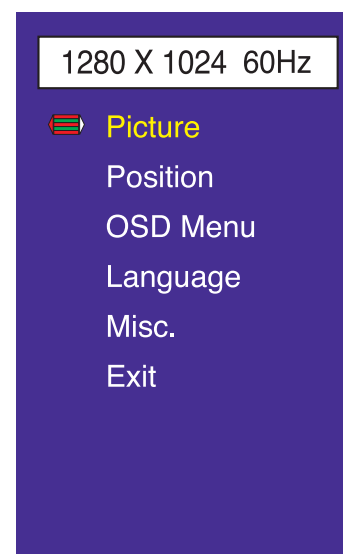 1280 X 1024 60Hz
Picture
Position
OSD Menu
Language
Misc.
Exit